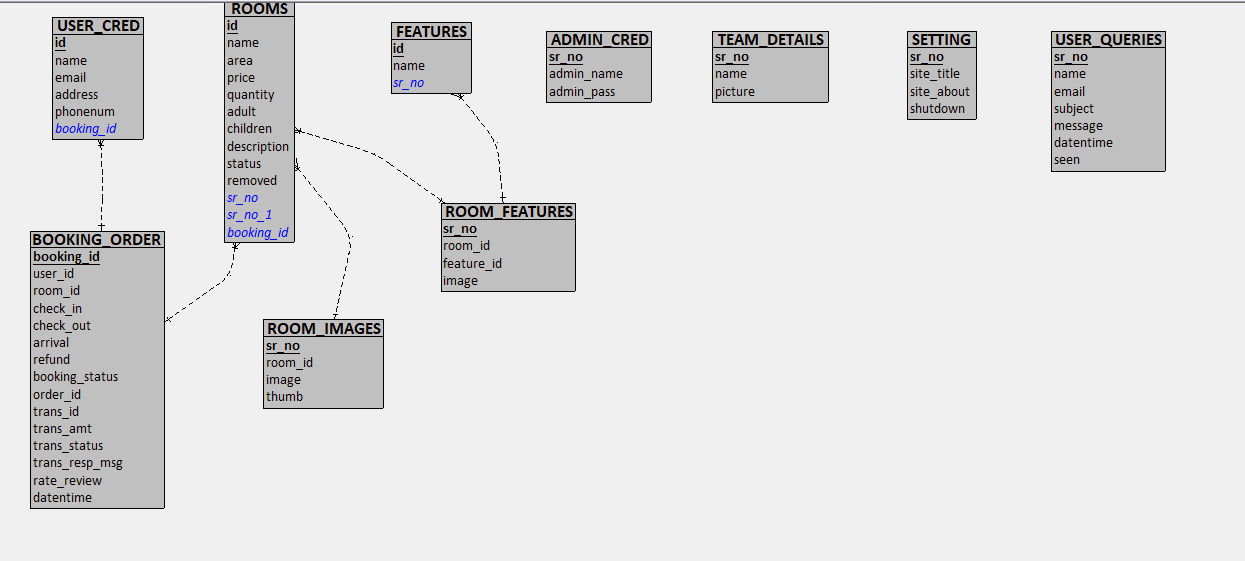 USER_CRED
id
name
email
address
phonenum
booking_id
ROOMS
id
name
area
price
quantity
adult
children
description
status
removed
sr_no
sr_no_1
booking_id
FEATURES
id
name
sr_no
ADMIN_CRED
sr_no
admin_name
admin_pass
TEAM_DETAILS
sr_no
name
picture
SETTING
sr_no
site_title
site_about
shutdown
USER_QUERIES
sr_no
name
email
subject
message
datentime
seen
BOOKING_ORDER
booking_id
user_id
room_id
check_in
check_out
arrival
refund
booking_status
order_id
trans_id
trans_amt
trans_status
trans_resp_msg
rate_review
datentime
ROOM_FEATURES
sr_no
room_id
feature_id
image
ROOM_IMAGES
sr_no
room_id
image
thumb